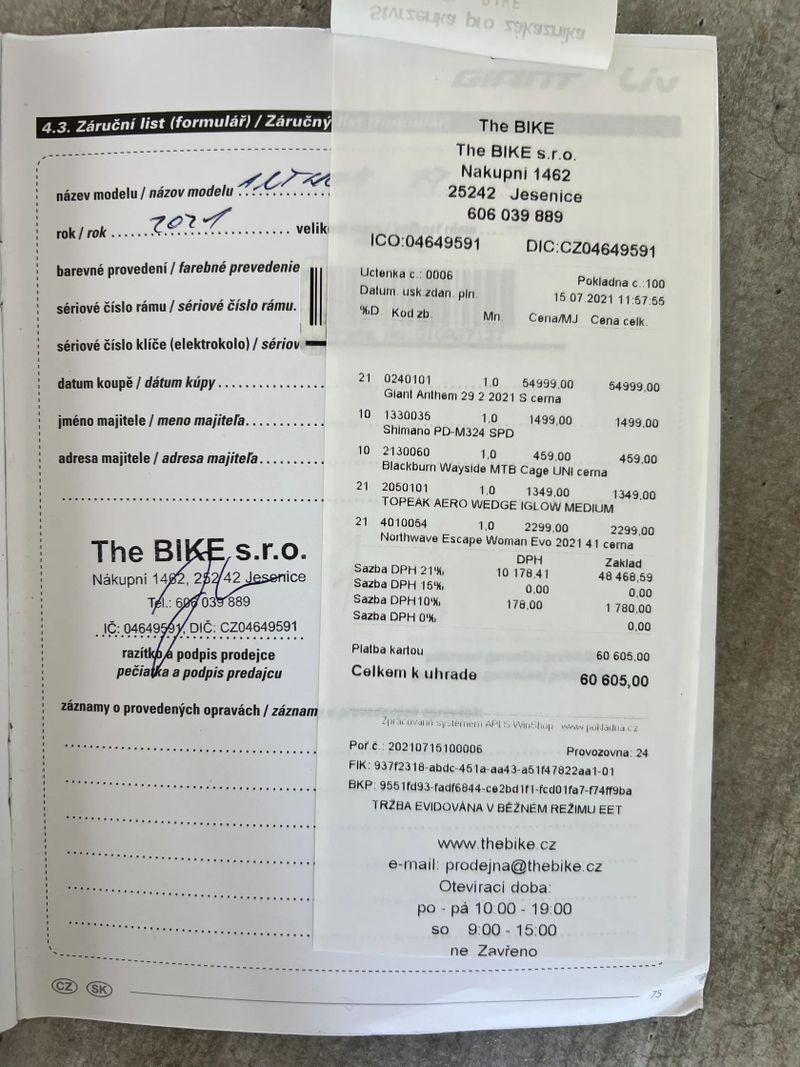 Stvrzenka pro zákazníka
GIANT Liv
4.3. Záruční list (formulář) / Záručný list (formulár)
název modelu / názov modelu
rok / rok 2021 velik
barevné provedení / farebné prevedenie
sériové číslo rámu / sériové číslo rámu.
sériové číslo klíče (elektrokolo) / sériov
datum koupě / dátum kúpy
jméno majitele / meno majiteľa
adresa majitele / adresa majiteľa
The BIKE s.r.o.
Nákupní 1462, 252 42 Jesenice
Tel.: 606 039 889
IČ: 04649591, DIČ: CZ04649591
razítko a podpis prodejce
pečiatka a podpis predajcu
záznamy o provedených opravách / záznam
CZ SK
75
The BIKE
The BIKE s.r.o.
Nakupni 1462
25242 Jesenice
606 039 889
ICO:04649591 DIC:CZ04649591
Uctenka c.: 0006 Pokladna c.:100
Datum usk.zdan. pln. 15.07.2021 11:57:55
%D Kod zb. Mn. Cena/MJ Cena celk.
21 0240101 1,0 54999,00 54999,00
Giant Anthem 29 2 2021 S cerna
10 1330035 1,0 1499,00 1499,00
Shimano PD-M324 SPD
10 2130060 1,0 459,00 459,00
Blackburn Wayside MTB Cage UNI cerna
21 2050101 1,0 1349,00 1349,00
TOPEAK AERO WEDGE IGLOW MEDIUM
21 4010054 1,0 2299,00 2299,00
Northwave Escape Woman Evo 2021 41 cerna
DPH Zaklad
Sazba DPH 21% 10 178,41 48 468,59
Sazba DPH 15% 0,00 0,00
Sazba DPH10% 178,00 1 780,00
Sazba DPH 0% 0,00
Platba kartou 60 605,00
Celkem k uhrade 60 605,00
Zpracovano systemem APLS WinShop www.pokladna.cz
Poř.č.: 20210715100006 Provozovna: 24
FIK: 937f2318-abdc-451a-aa43-a51f47822aa1-01
BKP: 9551fd93-fadf6844-ce2bd1f1-fcd01fa7-f74ff9ba
TRŽBA EVIDOVÁNA V BĚŽNÉM REŽIMU EET
www.thebike.cz
e-mail: prodejna@thebike.cz
Oteviraci doba:
po - pá 10:00 - 19:00
so 9:00 - 15:00
ne Zavřeno